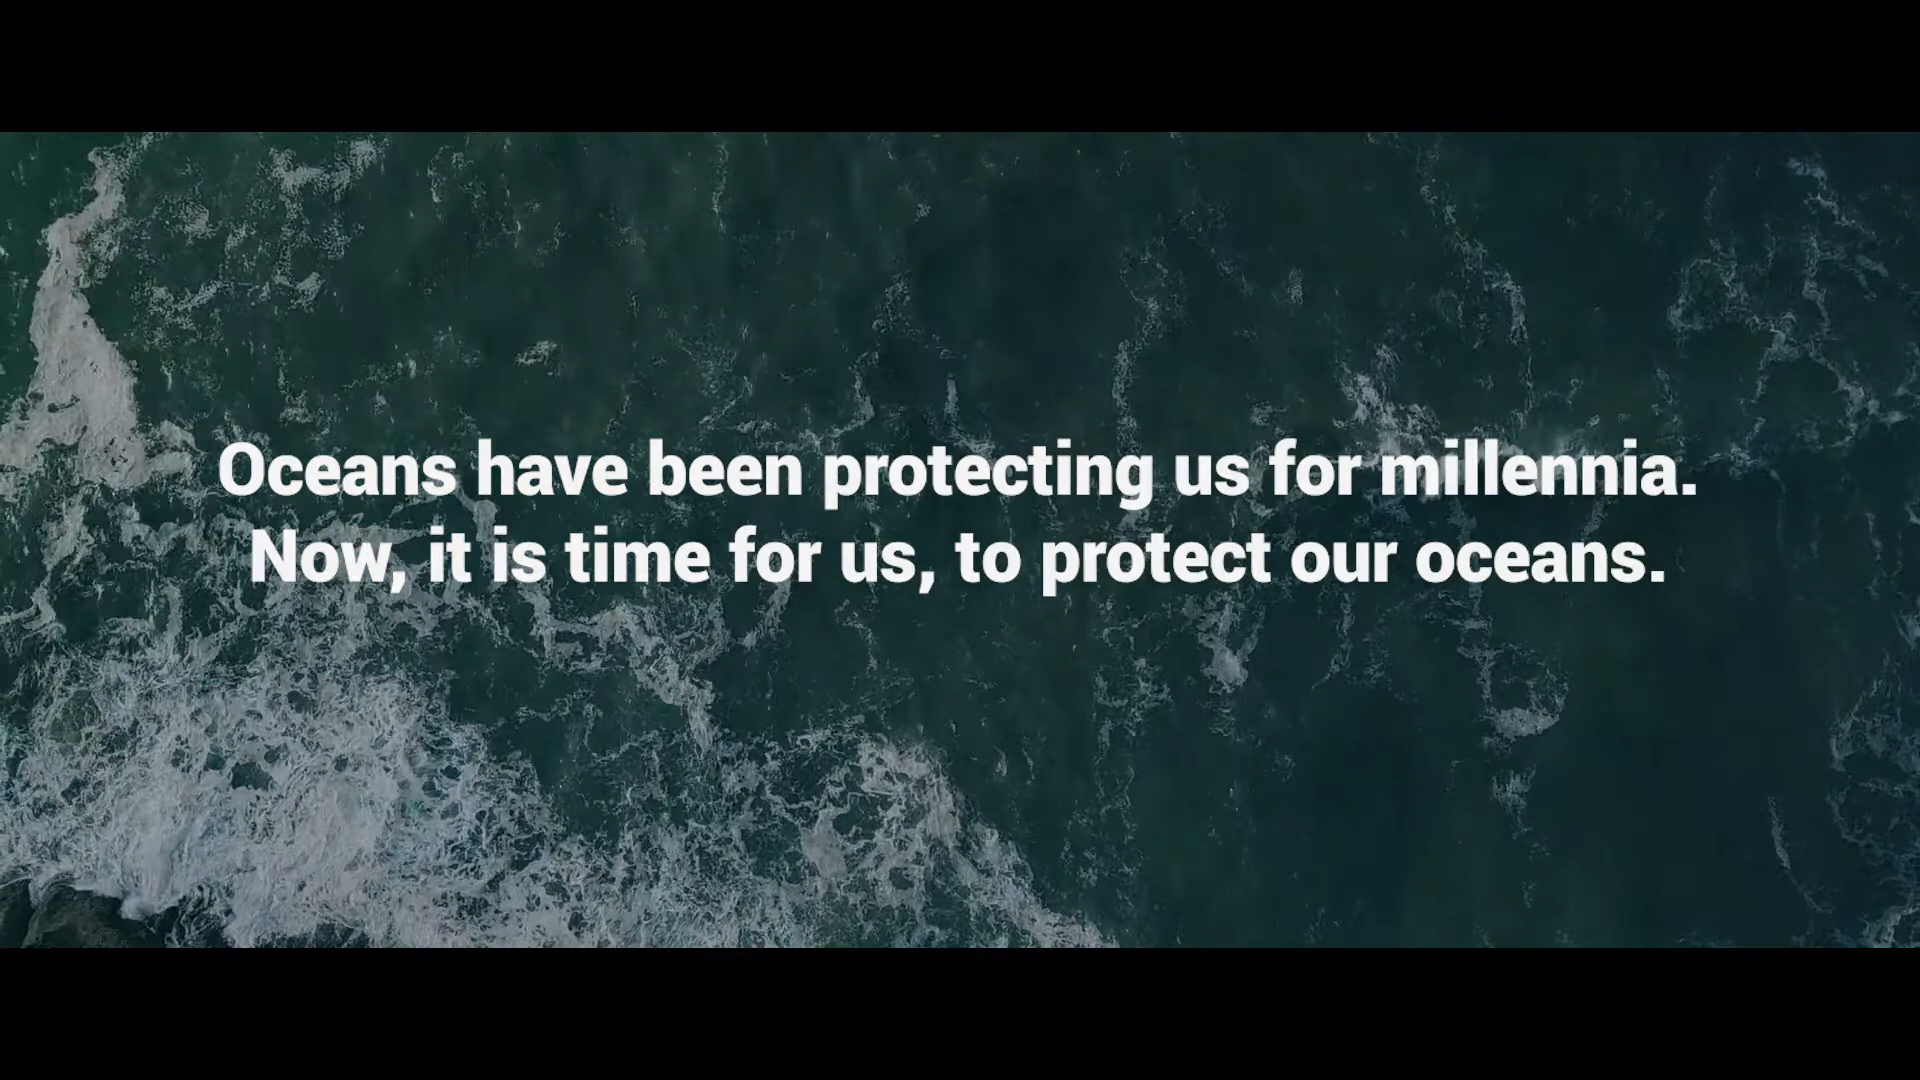 Oceans have been protecting us for millennia.
Now, it is time for us, to protect our oceans.